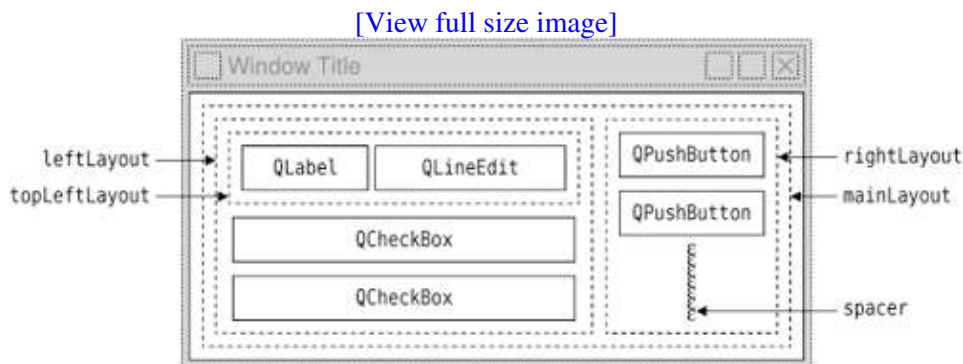 [View full size image]
Window Title
leftLayout
topLeftLayout
QLabel
QLineEdit
QCheckBox
QCheckBox
QPushButton
QPushButton
rightLayout
mainLayout
spacer